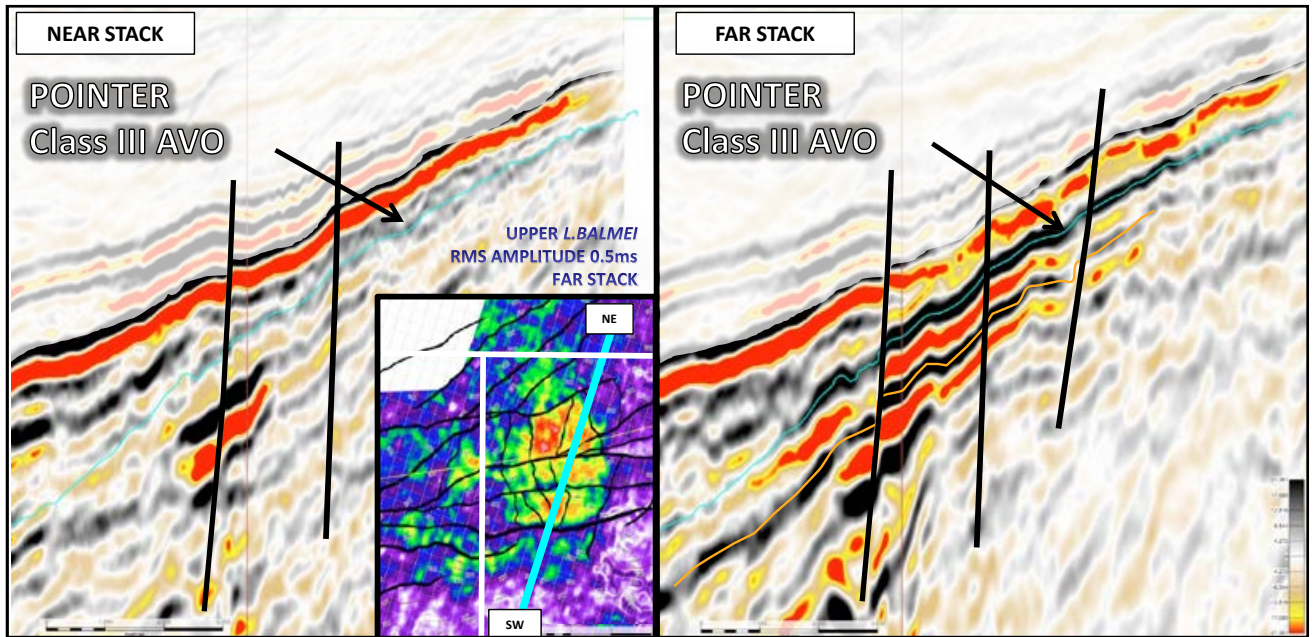 NEAR STACK
POINTER
Class III AVO
UPPER L.BALMEI
RMS AMPLITUDE 0.5ms
FAR STACK
NE
SW
FAR STACK
POINTER
Class III AVO